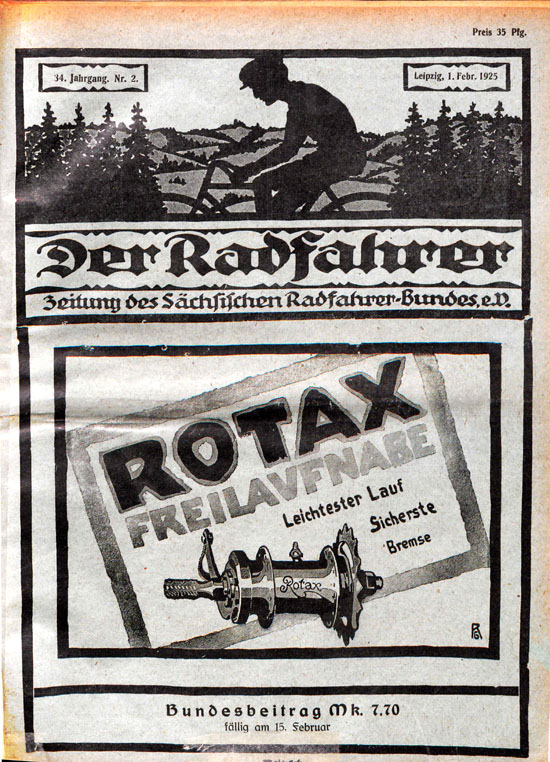 Preis 35 Pfg.
34. Jahrgang. Nr. 2.
Leipzig, 1. Febr. 1925
Der Radfahrer
Zeitung des Sächsischen Radfahrer-Bundes, e.V.
ROTAX
FREILAUFNABE
Leichtester Lauf
Sicherste
Bremse
Rotax
Bundesbeitrag Mk. 7.70
fällig am 15. Februar